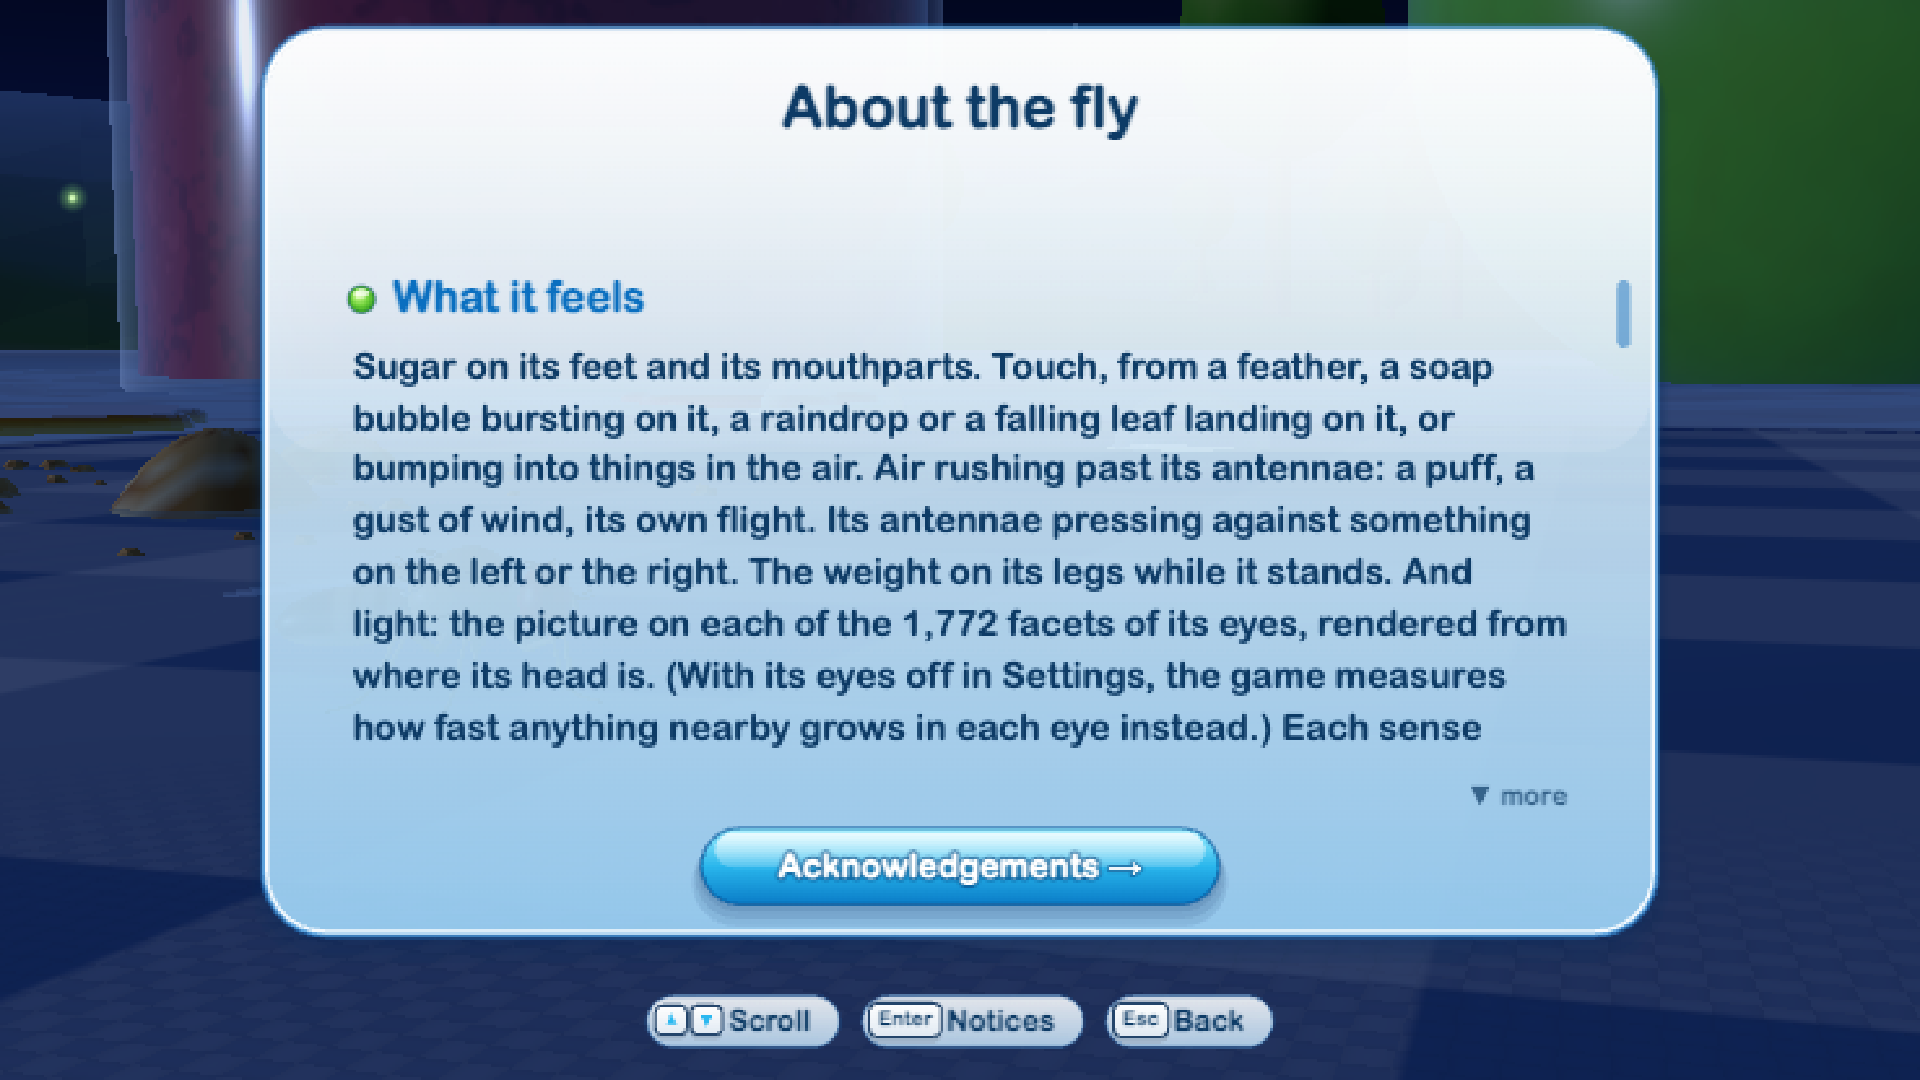 About the fly
What it feels
Sugar on its feet and its mouthparts. Touch, from a feather, a soap
bubble bursting on it, a raindrop or a falling leaf landing on it, or
bumping into things in the air. Air rushing past its antennae: a puff, a
gust of wind, its own flight. Its antennae pressing against something
on the left or the right. The weight on its legs while it stands. And
light: the picture on each of the 1,772 facets of its eyes, rendered from
where its head is. (With its eyes off in Settings, the game measures
how fast anything nearby grows in each eye instead.) Each sense
▼ more
Acknowledgements →
▲ ▼ Scroll Enter Notices Esc Back